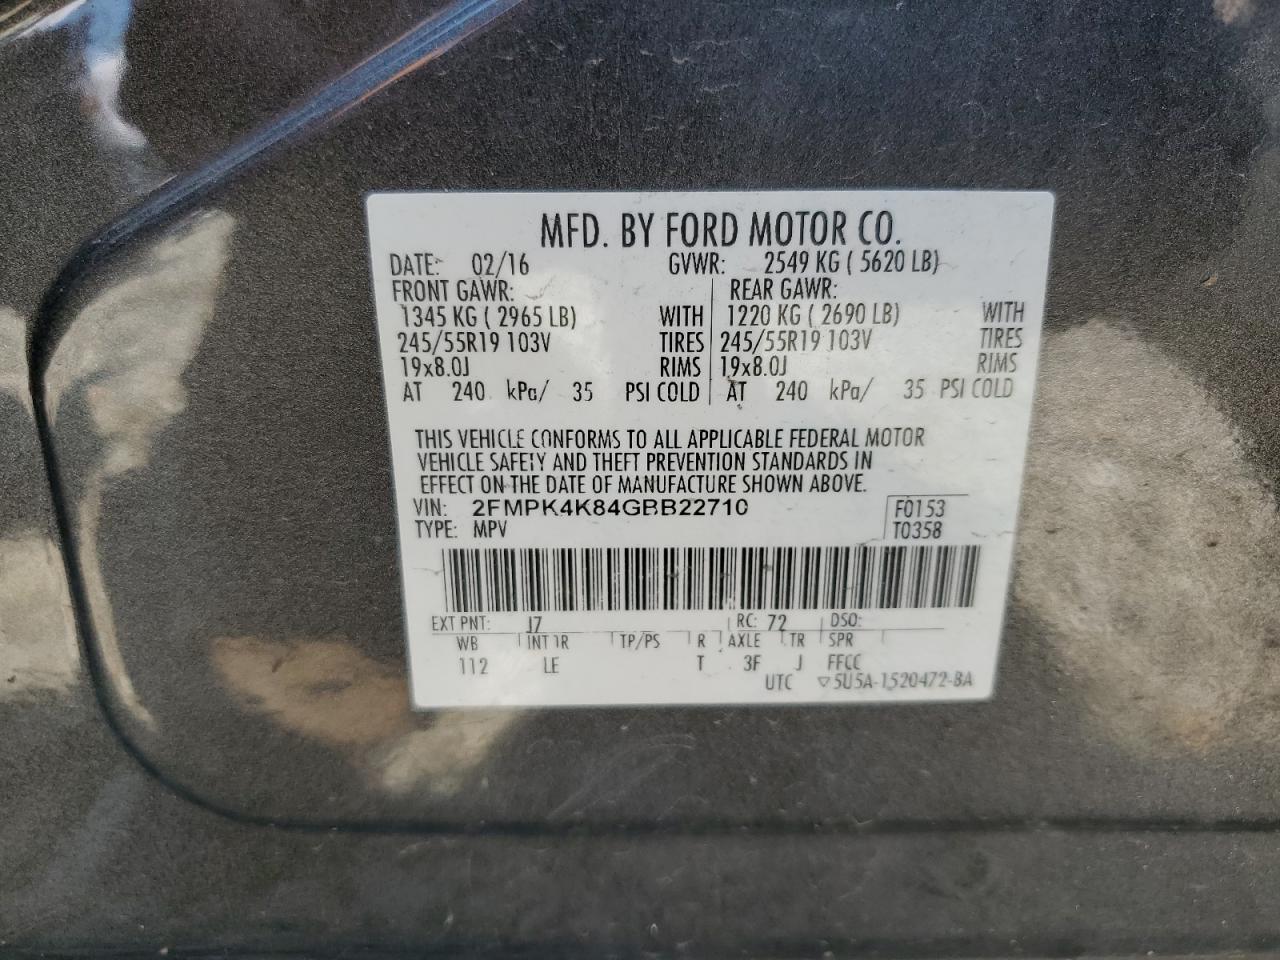 MFD. BY FORD MOTOR CO.
DATE: 02/16 GVWR: 2549 KG ( 5620 LB)
FRONT GAWR: REAR GAWR:
1345 KG ( 2965 LB) WITH 1220 KG ( 2690 LB) WITH
245/55R19 103V TIRES 245/55R19 103V TIRES
19x8.0J RIMS 19x8.0J RIMS
AT 240 kPa/ 35 PSI COLD AT 240 kPa/ 35 PSI COLD
THIS VEHICLE CONFORMS TO ALL APPLICABLE FEDERAL MOTOR
VEHICLE SAFETY AND THEFT PREVENTION STANDARDS IN
EFFECT ON THE DATE OF MANUFACTURE SHOWN ABOVE.
VIN: 2FMPK4K84GBB22710 F0153
TYPE: MPV T0358
EXT PNT: J7 RC: 72 DSO:
WB INT TR TP/PS R AXLE TR SPR
112 LE T 3F J FFCC
UTC ▽5U5A-1520472-BA